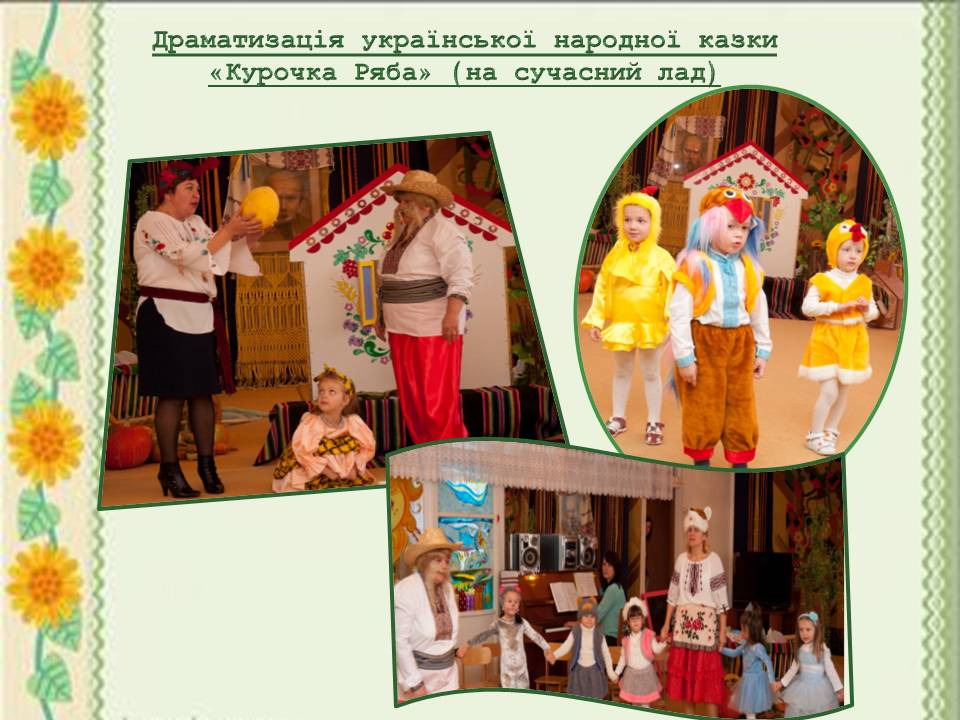 Драматизація української народної казки
«Курочка Ряба» (на сучасний лад)